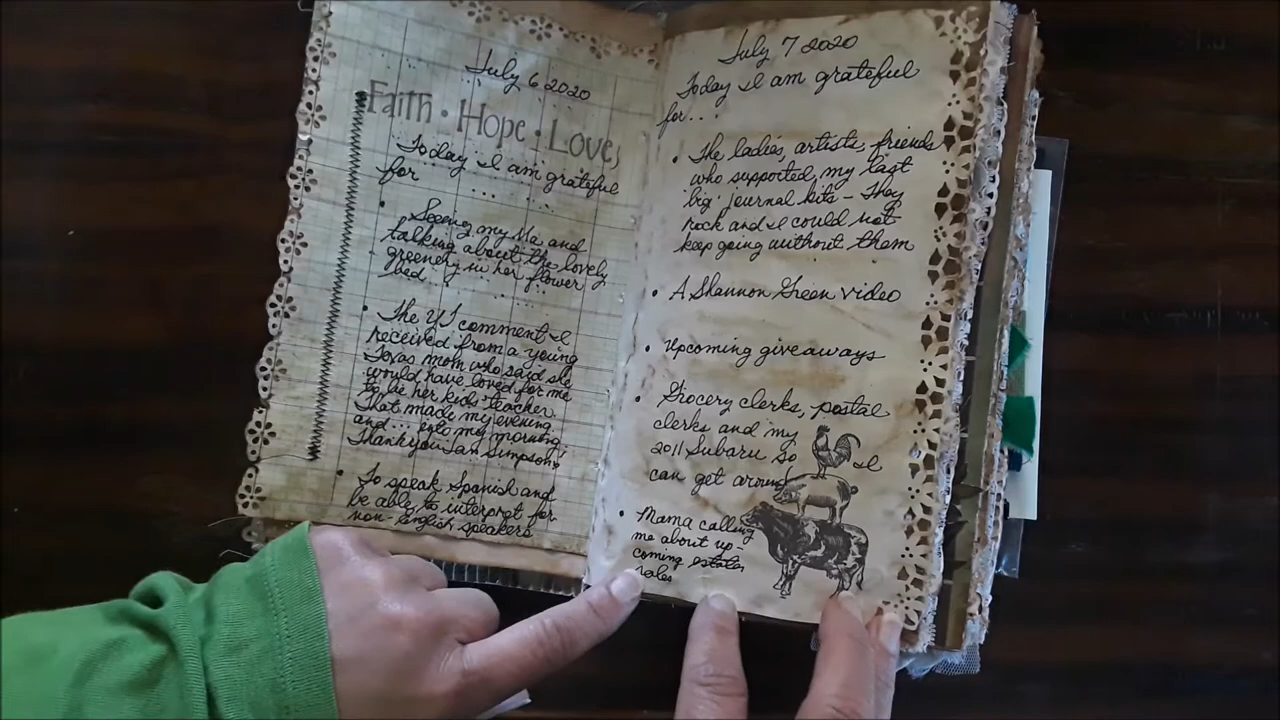 July 6 2020
Faith • Hope • Love
Today I am grateful
for .....
• Seeing my Ma and
talking about the lovely
greenery in her flower
bed.
• The YT comment I
received from a young
Texas mom who said she
would have loved for me
to be her kids' teacher.
That made my evening
and... into my morning!
Thank you Simpson!
• To speak Spanish and
be able to interpret for
non-English speakers
July 7 2020
Today I am grateful
for...
• The ladies, artists, friends
who supported my last
'big' journal kits - They
rock and I could not
keep going without them
• A Shannon Green video
• Upcoming giveaways
• Grocery clerks, postal
clerks and my
2011 Subaru so I
can get around
• Mama calling
me about up-
coming estates
sales